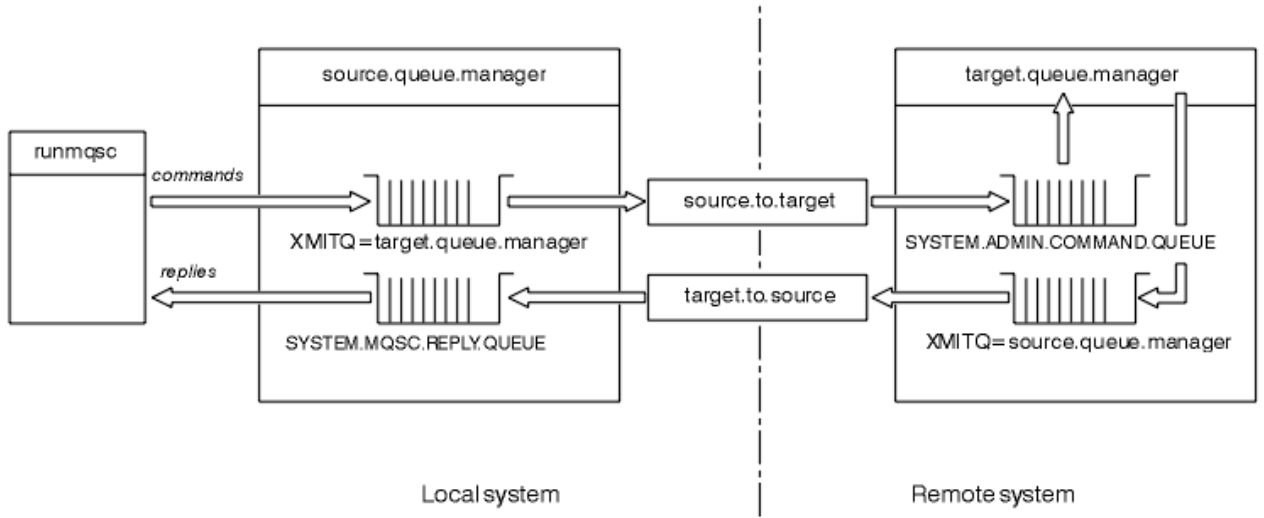 source.queue.manager
target.queue.manager
runmqsc
commands
source.to.target
XMITQ=target.queue.manager
SYSTEM.ADMIN.COMMAND.QUEUE
replies
target.to.source
SYSTEM.MQSC.REPLY.QUEUE
XMITQ=source.queue.manager
Local system
Remote system